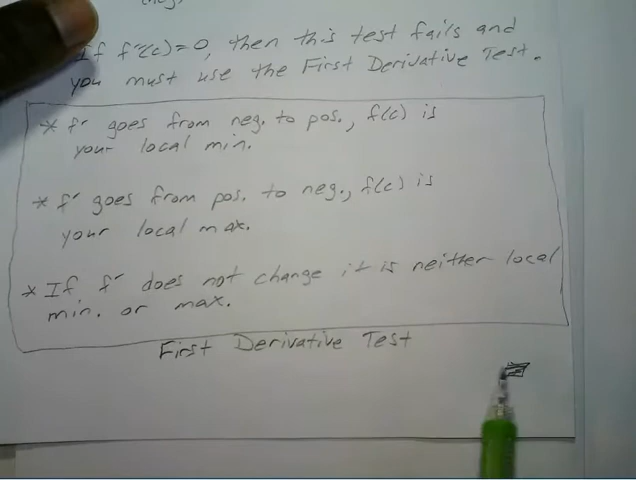 If f"(c)=0, then this test fails and
you must use the First Derivative Test.
* f' goes from neg. to pos., f(c) is
your local min.
* f' goes from pos. to neg., f(c) is
your local max.
* If f' does not change it is neither local
min. or max.
First Derivative Test